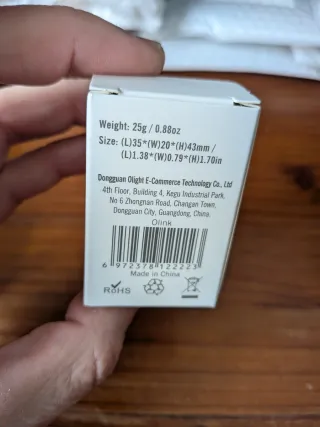 Weight: 25g / 0.88oz
Size: (L)35*(W)20*(H)43mm /
(L)1.38*(W)0.79*(H)1.70in
Dongguan Olight E-Commerce Technology Co., Ltd
4th Floor, Building 4, Kegu Industrial Park,
No 6 Zhongnan Road, Changan Town,
Dongguan City, Guangdong, China.
Olink
6 972378 122223
Made in China
RoHS